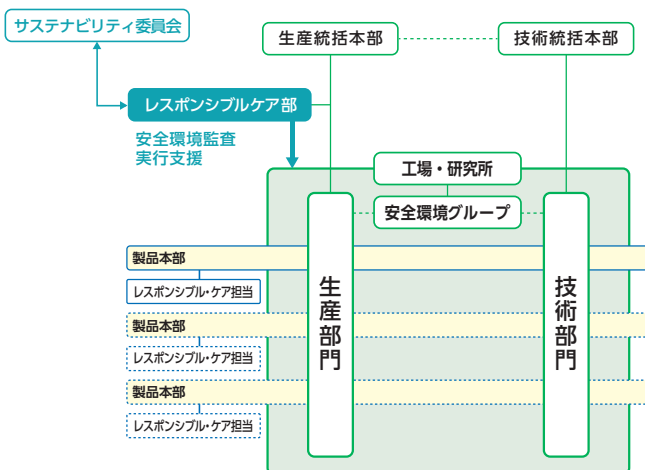 サステナビリティ委員会
生産統括本部
技術統括本部
レスポンシブルケア部
安全環境監査
実行支援
工場・研究所
安全環境グループ
生産部門
技術部門
製品本部
レスポンシブル・ケア担当
製品本部
レスポンシブル・ケア担当
製品本部
レスポンシブル・ケア担当